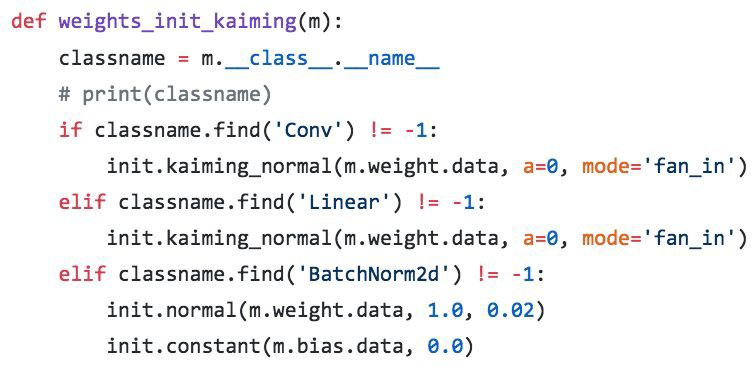 def weights_init_kaiming(m):
    classname = m.__class__.__name__
    # print(classname)
    if classname.find('Conv') != -1:
        init.kaiming_normal(m.weight.data, a=0, mode='fan_in')
    elif classname.find('Linear') != -1:
        init.kaiming_normal(m.weight.data, a=0, mode='fan_in')
    elif classname.find('BatchNorm2d') != -1:
        init.normal(m.weight.data, 1.0, 0.02)
        init.constant(m.bias.data, 0.0)